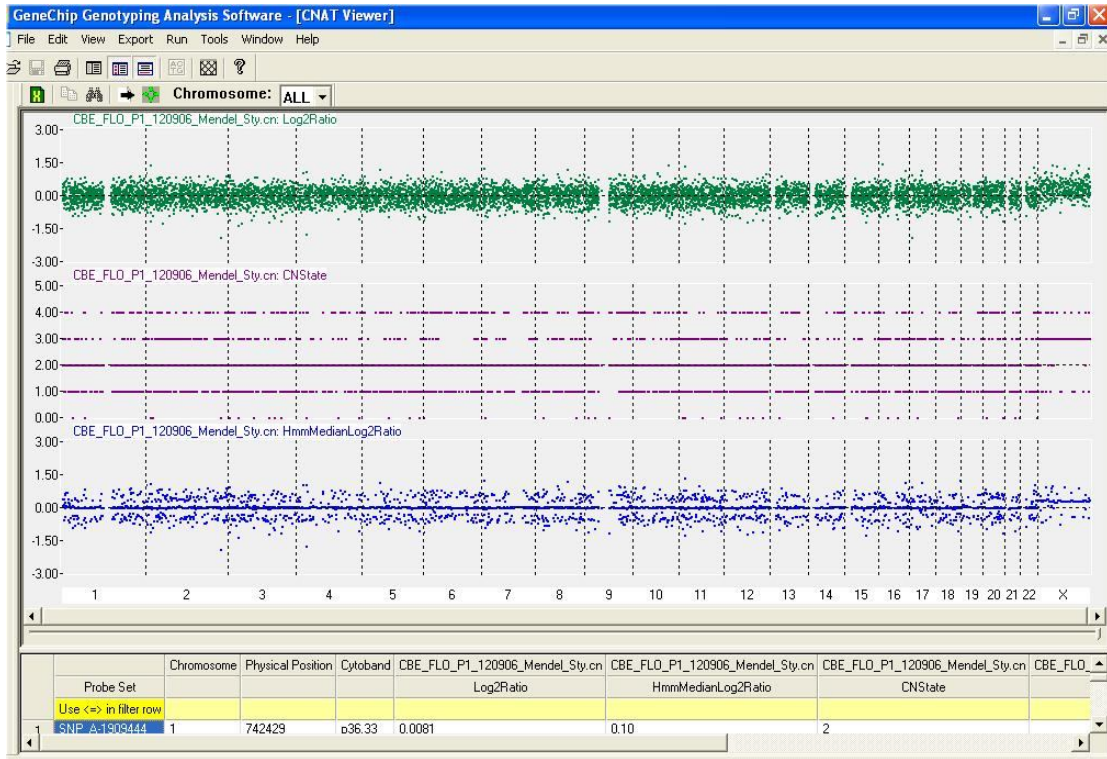 GeneChip Genotyping Analysis Software - [CNAT Viewer]
File Edit View Export Run Tools Window Help
Chromosome: ALL
CBE_FLO_P1_120906_Mendel_Sty.cn: Log2Ratio
3.00
1.50
0.00
-1.50
-3.00
CBE_FLO_P1_120906_Mendel_Sty.cn: CNState
5.00
4.00
3.00
2.00
1.00
0.00
CBE_FLO_P1_120906_Mendel_Sty.cn: HmmMedianLog2Ratio
3.00
1.50
0.00
-1.50
-3.00
1 2 3 4 5 6 7 8 9 10 11 12 13 14 15 16 17 18 19 20 21 22 X
Chromosome Physical Position Cytoband CBE_FLO_P1_120906_Mendel_Sty.cn CBE_FLO_P1_120906_Mendel_Sty.cn CBE_FLO_P1_120906_Mendel_Sty.cn CBE_FLO_
Probe Set Log2Ratio HmmMedianLog2Ratio CNState
Use <=> in filter row
1 SNP_A-1909444 1 742429 p36.33 0.0081 0.10 2